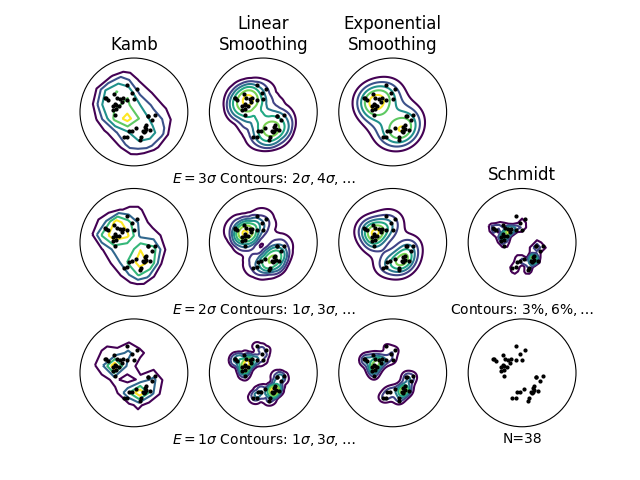 Kamb
Linear
Smoothing
Exponential
Smoothing
E = 3σ Contours: 2σ, 4σ, ...
Schmidt
E = 2σ Contours: 1σ, 3σ, ...
Contours: 3%, 6%, ...
E = 1σ Contours: 1σ, 3σ, ...
N=38